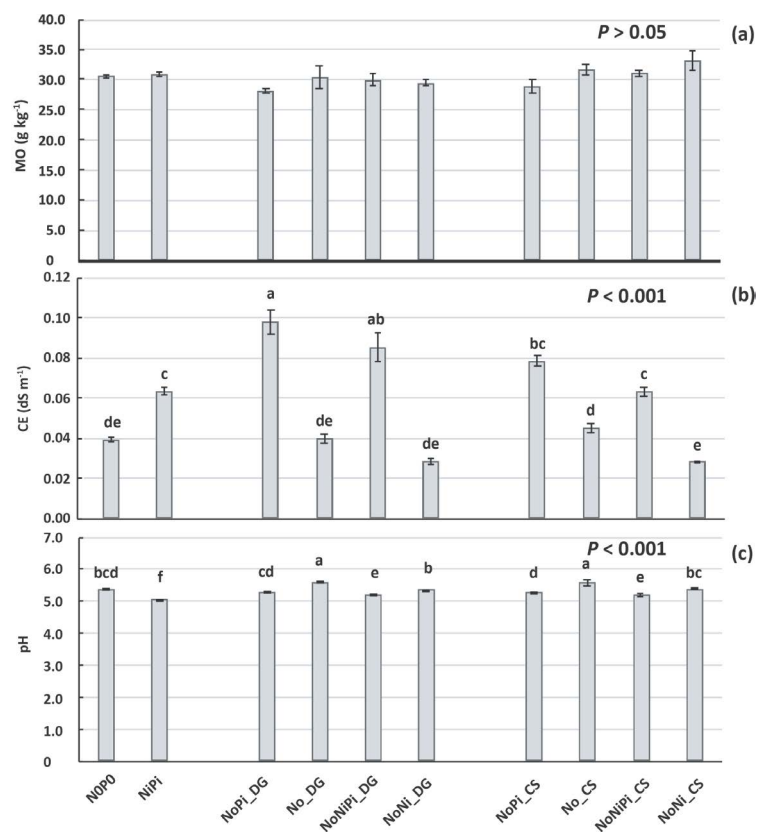 40.0
P > 0.05
(a)
35.0
30.0
25.0
20.0
15.0
10.0
5.0
0
MO (g kg⁻¹)
0.12
P < 0.001
(b)
0.10
0.08
0.06
0.04
0.02
0.00
CE (dS m⁻¹)
de
c
a
de
ab
de
bc
d
c
e
7.0
P < 0.001
(c)
6.0
5.0
4.0
3.0
2.0
1.0
0
pH
bcd
f
cd
a
e
b
d
a
e
bc
N0P0
NiPi
NoPi_DG
No_DG
NoNiPi_DG
NoNi_DG
NoPI_CS
No_CS
NoNiPi_CS
NoNi_CS